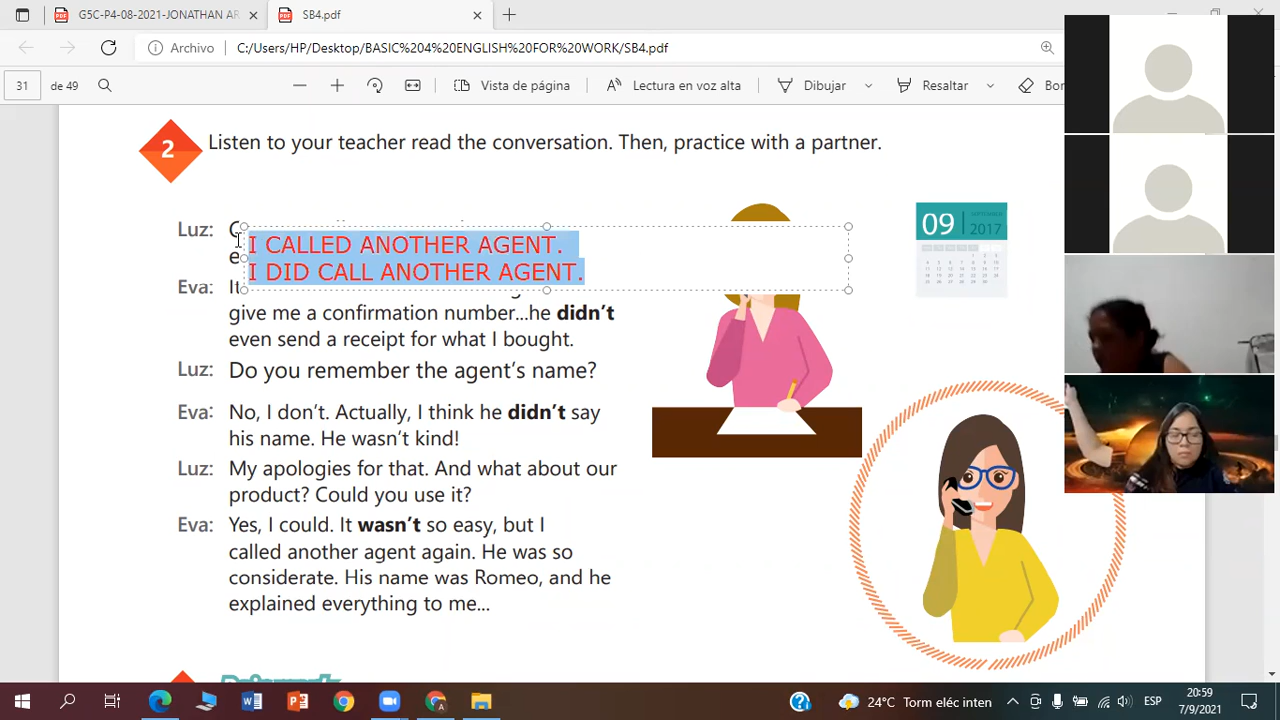 G5C-P4-08-2021-JONATHAN AR
SB4.pdf
Archivo
C:/Users/HP/Desktop/BASIC%204%20ENGLISH%20FOR%20WORK/SB4.pdf
31 de 49
Vista de página
Lectura en voz alta
Dibujar
Resaltar
Bor
2 Listen to your teacher read the conversation. Then, practice with a partner.
Luz:
I CALLED ANOTHER AGENT.
I DID CALL ANOTHER AGENT.
Eva:
give me a confirmation number...he didn't
even send a receipt for what I bought.
Luz: Do you remember the agent's name?
Eva: No, I don't. Actually, I think he didn't say
his name. He wasn't kind!
Luz: My apologies for that. And what about our
product? Could you use it?
Eva: Yes, I could. It wasn't so easy, but I
called another agent again. He was so
considerate. His name was Romeo, and he
explained everything to me...
09 SEPTEMBER
2017
24°C Torm eléc inten
ESP
20:59
7/9/2021